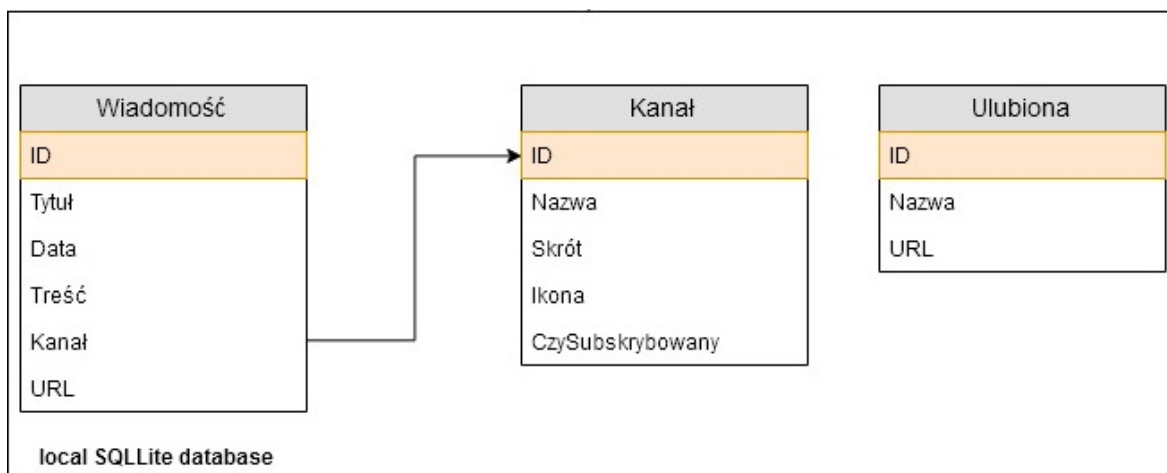 Wiadomość
ID
Tytuł
Data
Treść
Kanał
URL
Kanał
ID
Nazwa
Skrót
Ikona
CzySubskrybowany
Ulubiona
ID
Nazwa
URL
local SQLLite database